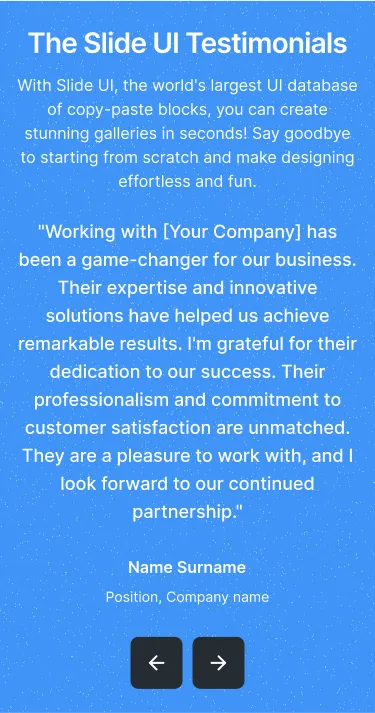 The Slide UI Testimonials
With Slide UI, the world's largest UI database
of copy-paste blocks, you can create
stunning galleries in seconds! Say goodbye
to starting from scratch and make designing
effortless and fun.
"Working with [Your Company] has
been a game-changer for our business.
Their expertise and innovative
solutions have helped us achieve
remarkable results. I'm grateful for their
dedication to our success. Their
professionalism and commitment to
customer satisfaction are unmatched.
They are a pleasure to work with, and I
look forward to our continued
partnership."
Name Surname
Position, Company name